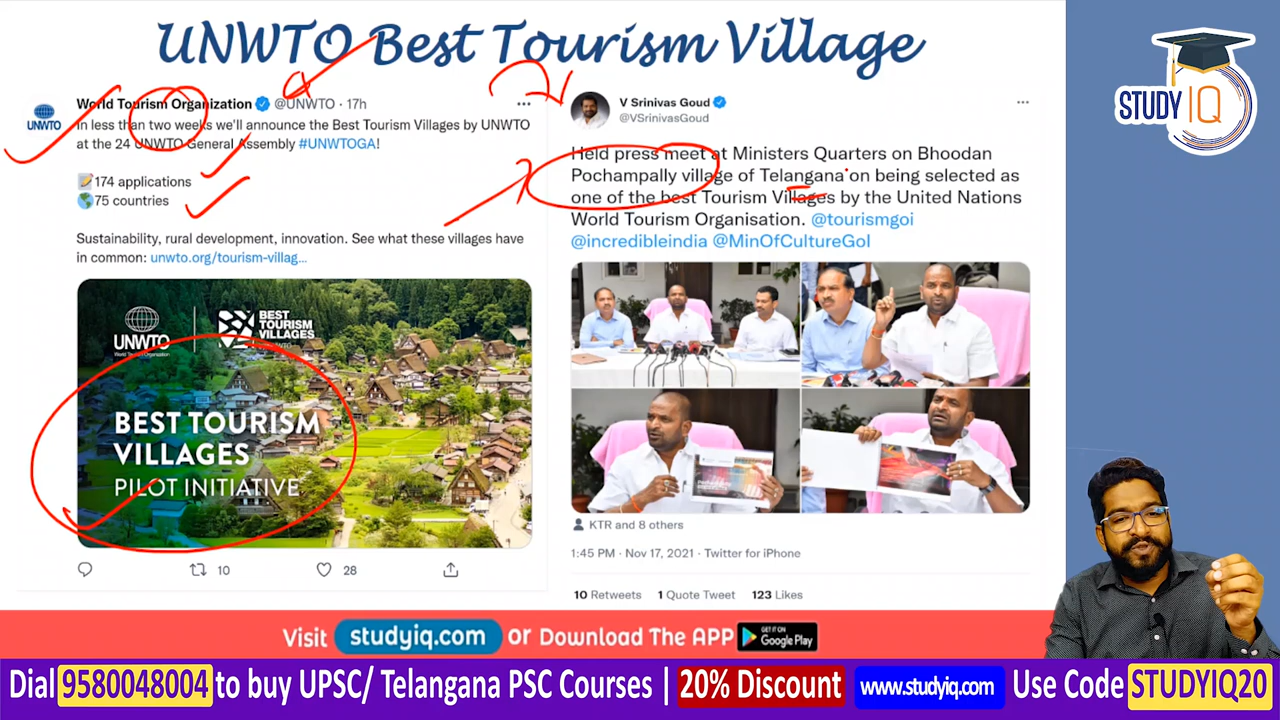 UNWTO Best Tourism Village
STUDY IQ
UNWTO
World Tourism Organization @UNWTO · 17h
In less than two weeks we'll announce the Best Tourism Villages by UNWTO
at the 24 UNWTO General Assembly #UNWTOGA!
174 applications
75 countries
Sustainability, rural development, innovation. See what these villages have
in common: unwto.org/tourism-villag...
UNWTO
World Tourism Organization
BEST
TOURISM
VILLAGES
BEST TOURISM
VILLAGES
PILOT INITIATIVE
10
28
V Srinivas Goud
@VSrinivasGoud
Held press meet at Ministers Quarters on Bhoodan
Pochampally village of Telangana on being selected as
one of the best Tourism Villages by the United Nations
World Tourism Organisation. @tourismgoi
@incredibleindia @MinOfCultureGoI
KTR and 8 others
1:45 PM · Nov 17, 2021 · Twitter for iPhone
10 Retweets 1 Quote Tweet 123 Likes
Visit studyiq.com or Download The APP GET IT ON Google Play
Dial 9580048004 to buy UPSC/ Telangana PSC Courses | 20% Discount www.studyiq.com Use Code STUDYIQ20